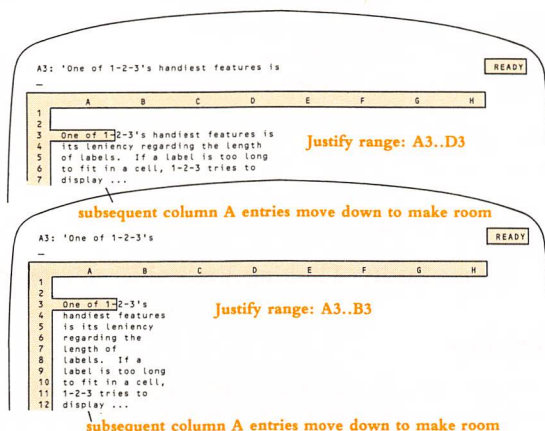 A3: 'One of 1-2-3's handiest features is
READY
A B C D E F G H
1
2
3 One of 1-2-3's handiest features is
4 its leniency regarding the length
5 of labels. If a label is too long
6 to fit in a cell, 1-2-3 tries to
7 display ...
Justify range: A3..D3
subsequent column A entries move down to make room
A3: 'One of 1-2-3's
READY
A B C D E F G H
1
2
3 One of 1-2-3's
4 handiest features
5 is its leniency
6 regarding the
7 length of
8 labels. If a
9 label is too long
10 to fit in a cell,
11 1-2-3 tries to
12 display ...
Justify range: A3..B3
subsequent column A entries move down to make room